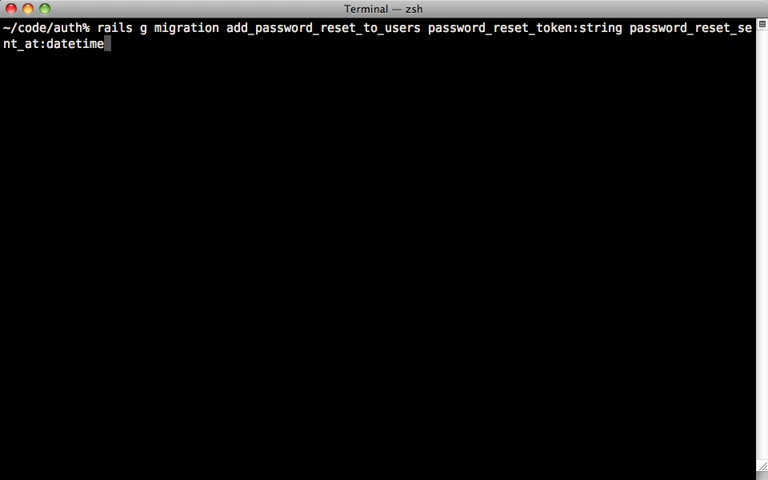 Terminal — zsh
~/code/auth% rails g migration add_password_reset_to_users password_reset_token:string password_reset_se
nt_at:datetime